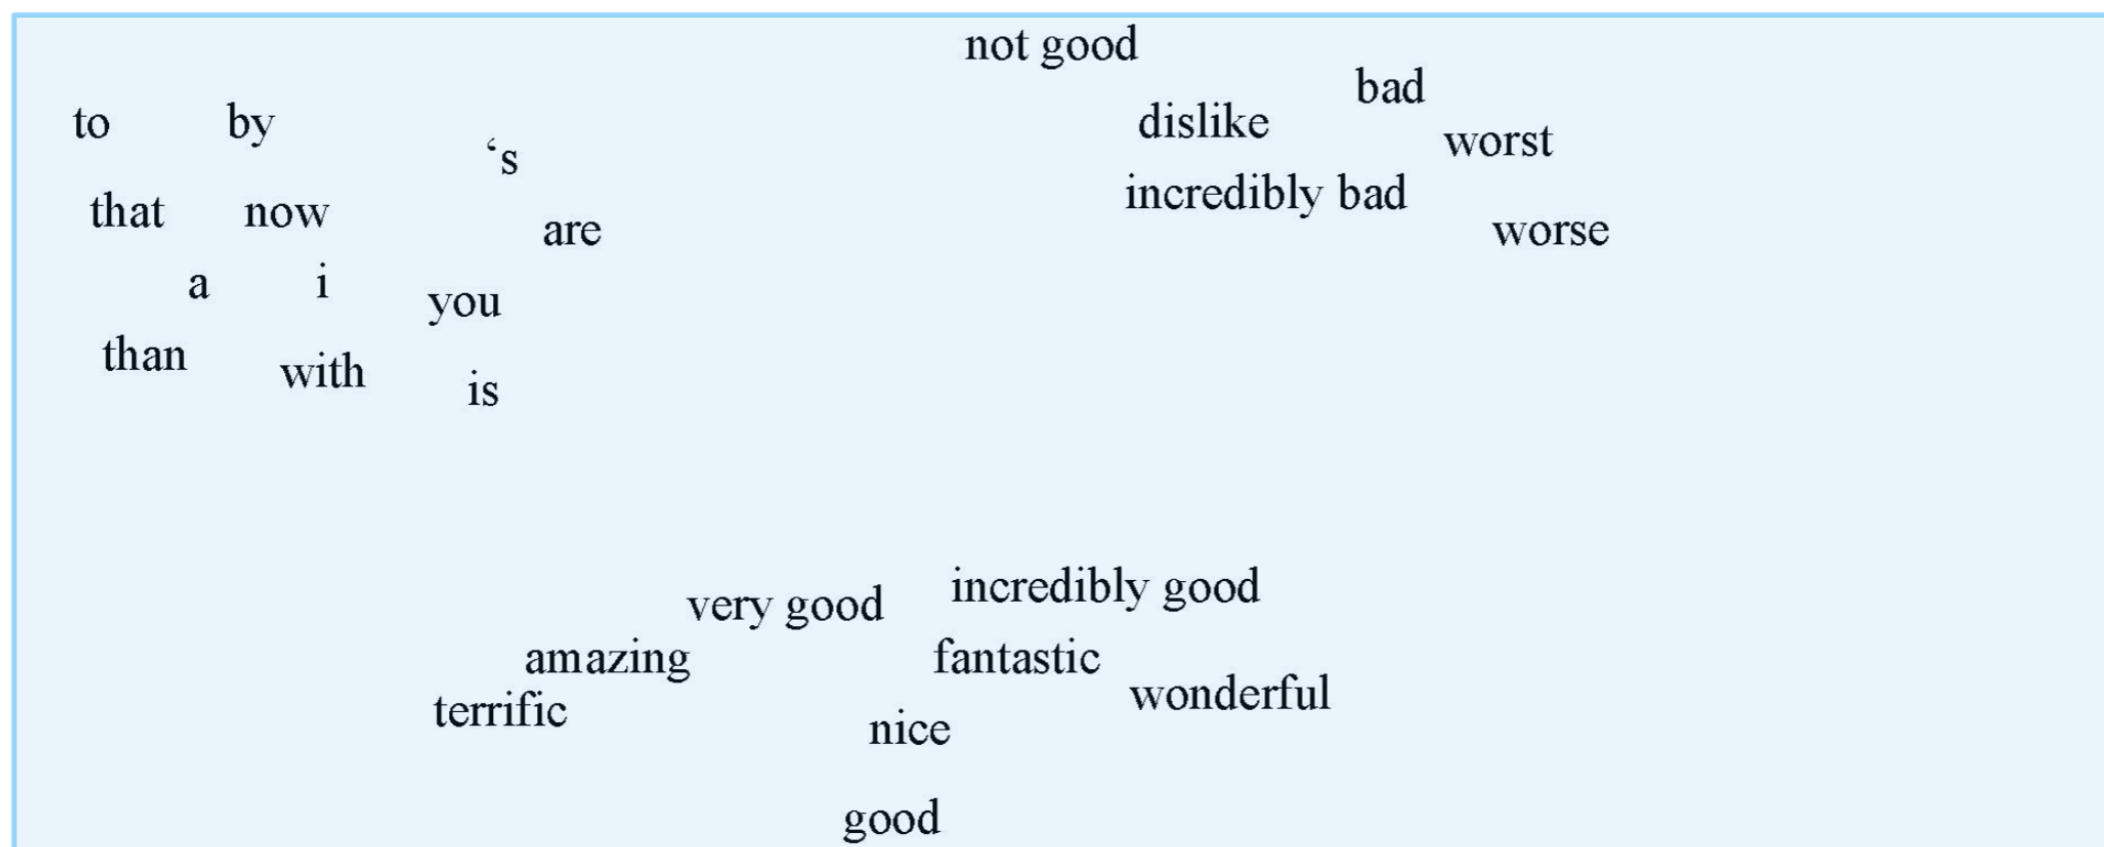 not good
bad
to by dislike
worst
‘s
incredibly bad
that now
are worse
a i
you
than
with
is
incredibly good
very good
amazing fantastic
wonderful
terrific
nice
good